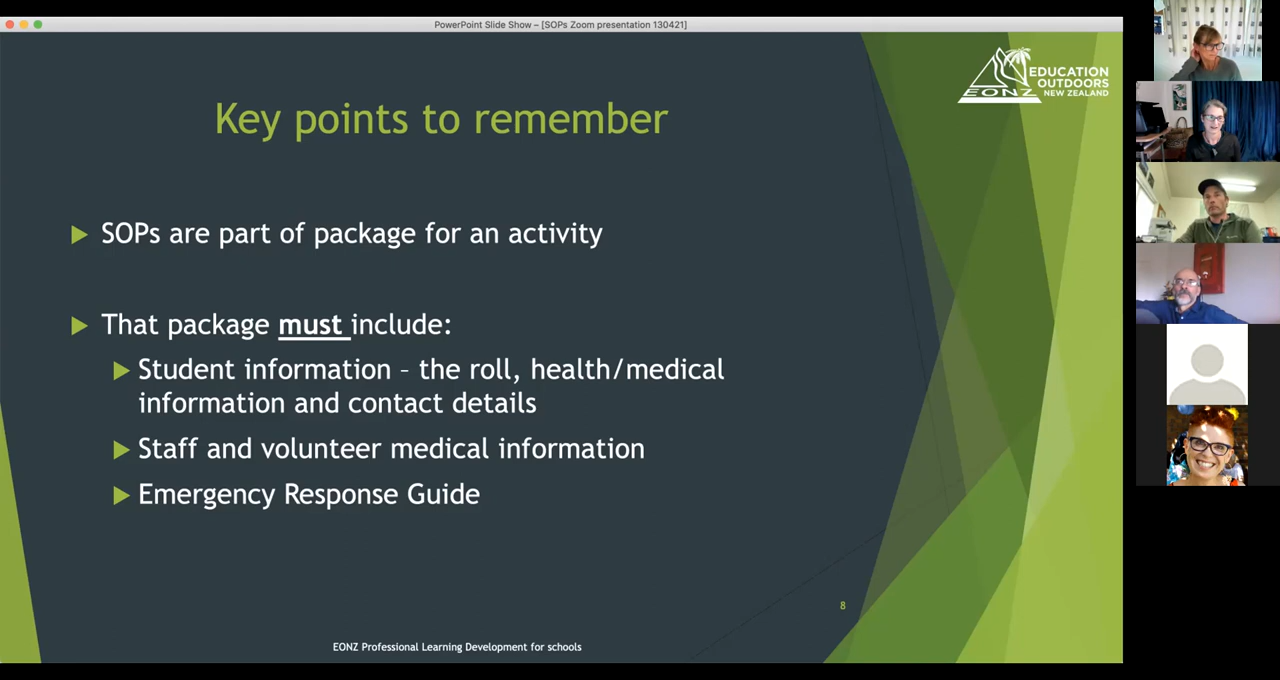 PowerPoint Slide Show – [SOPs Zoom presentation 130421]
EONZ
EDUCATION
OUTDOORS
NEW ZEALAND
Key points to remember
SOPs are part of package for an activity
That package must include:
Student information – the roll, health/medical
information and contact details
Staff and volunteer medical information
Emergency Response Guide
8
EONZ Professional Learning Development for schools